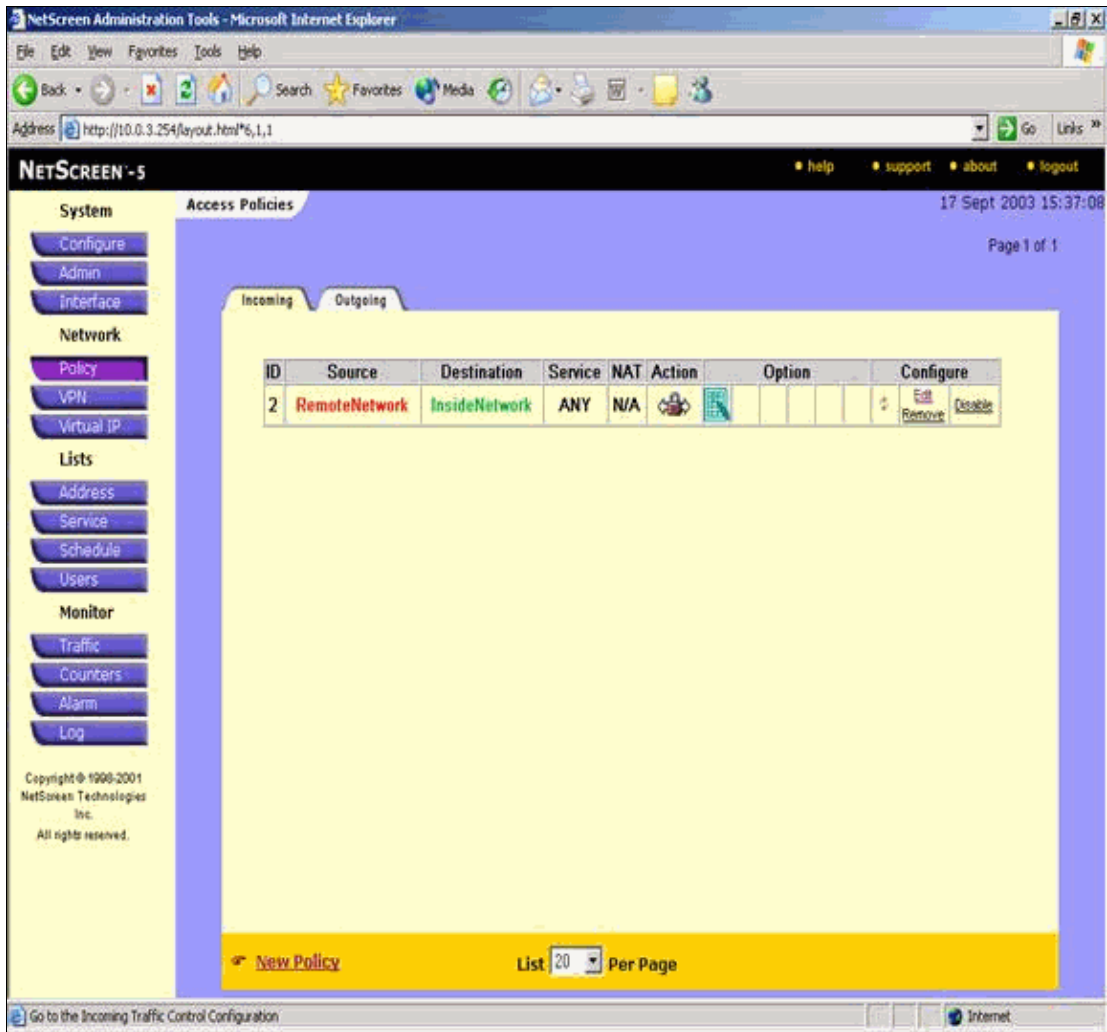 NetScreen Administration Tools - Microsoft Internet Explorer
File Edit View Favorites Tools Help
Back Search Favorites Media
Address http://10.0.3.254/layout.html*6,1,1 Go Links »
NETSCREEN-5 help support about logout
Access Policies 17 Sept 2003 15:37:08
Page 1 of 1
System
Configure
Admin
Interface
Network
Policy
VPN
Virtual IP
Lists
Address
Service
Schedule
Users
Monitor
Traffic
Counters
Alarm
Log
Copyright © 1998-2001
NetScreen Technologies
Inc.
All rights reserved.
Incoming Outgoing
ID Source Destination Service NAT Action Option Configure
2 RemoteNetwork InsideNetwork ANY N/A Edit Remove Disable
New Policy List 20 Per Page
Go to the Incoming Traffic Control Configuration Internet